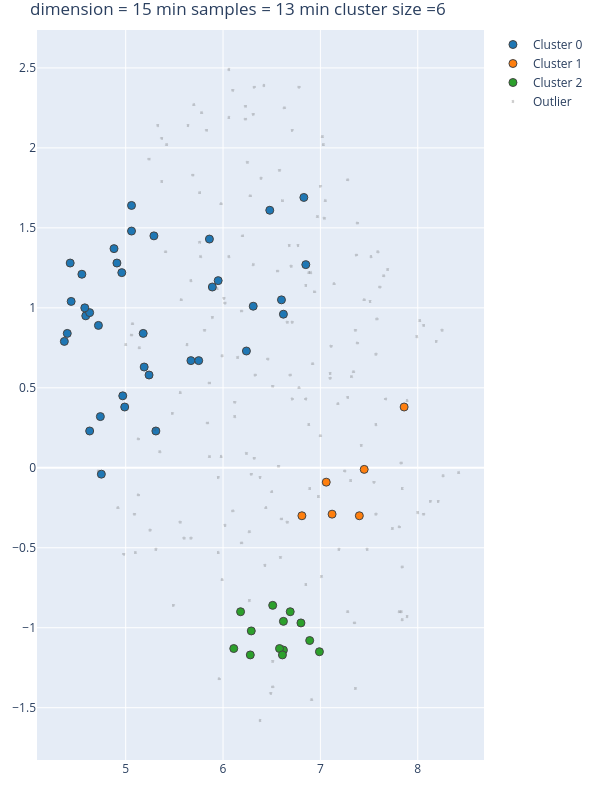 dimension = 15 min samples = 13 min cluster size =6
Cluster 0
Cluster 1
Cluster 2
Outlier
2.5
2
1.5
1
0.5
0
−0.5
−1
−1.5
5 6 7 8